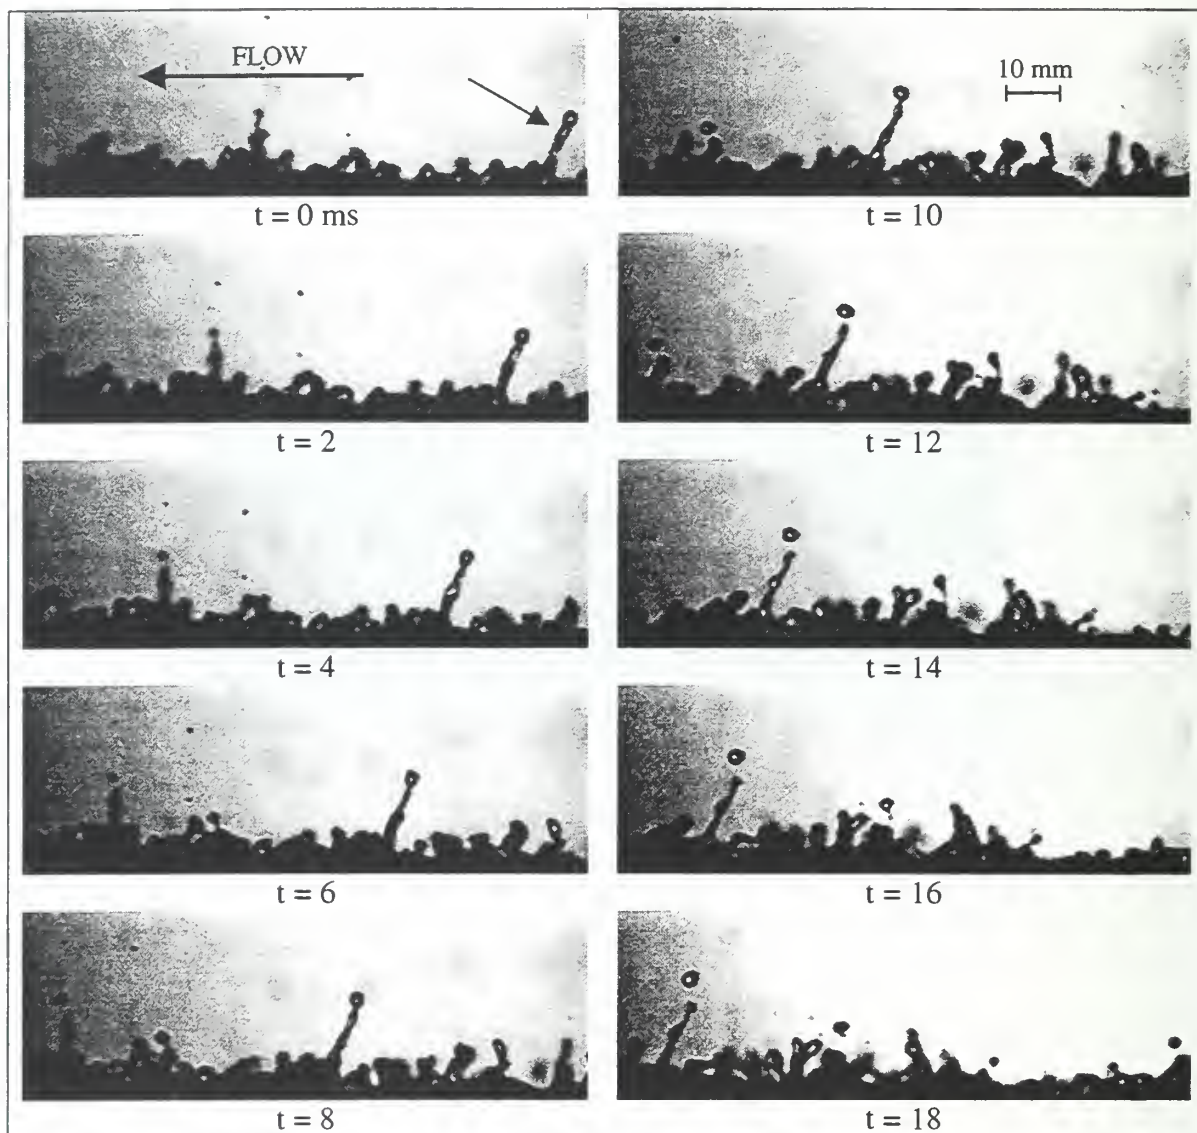 FLOW
10 mm
t = 0 ms
t = 10
t = 2
t = 12
t = 4
t = 14
t = 6
t = 16
t = 8
t = 18